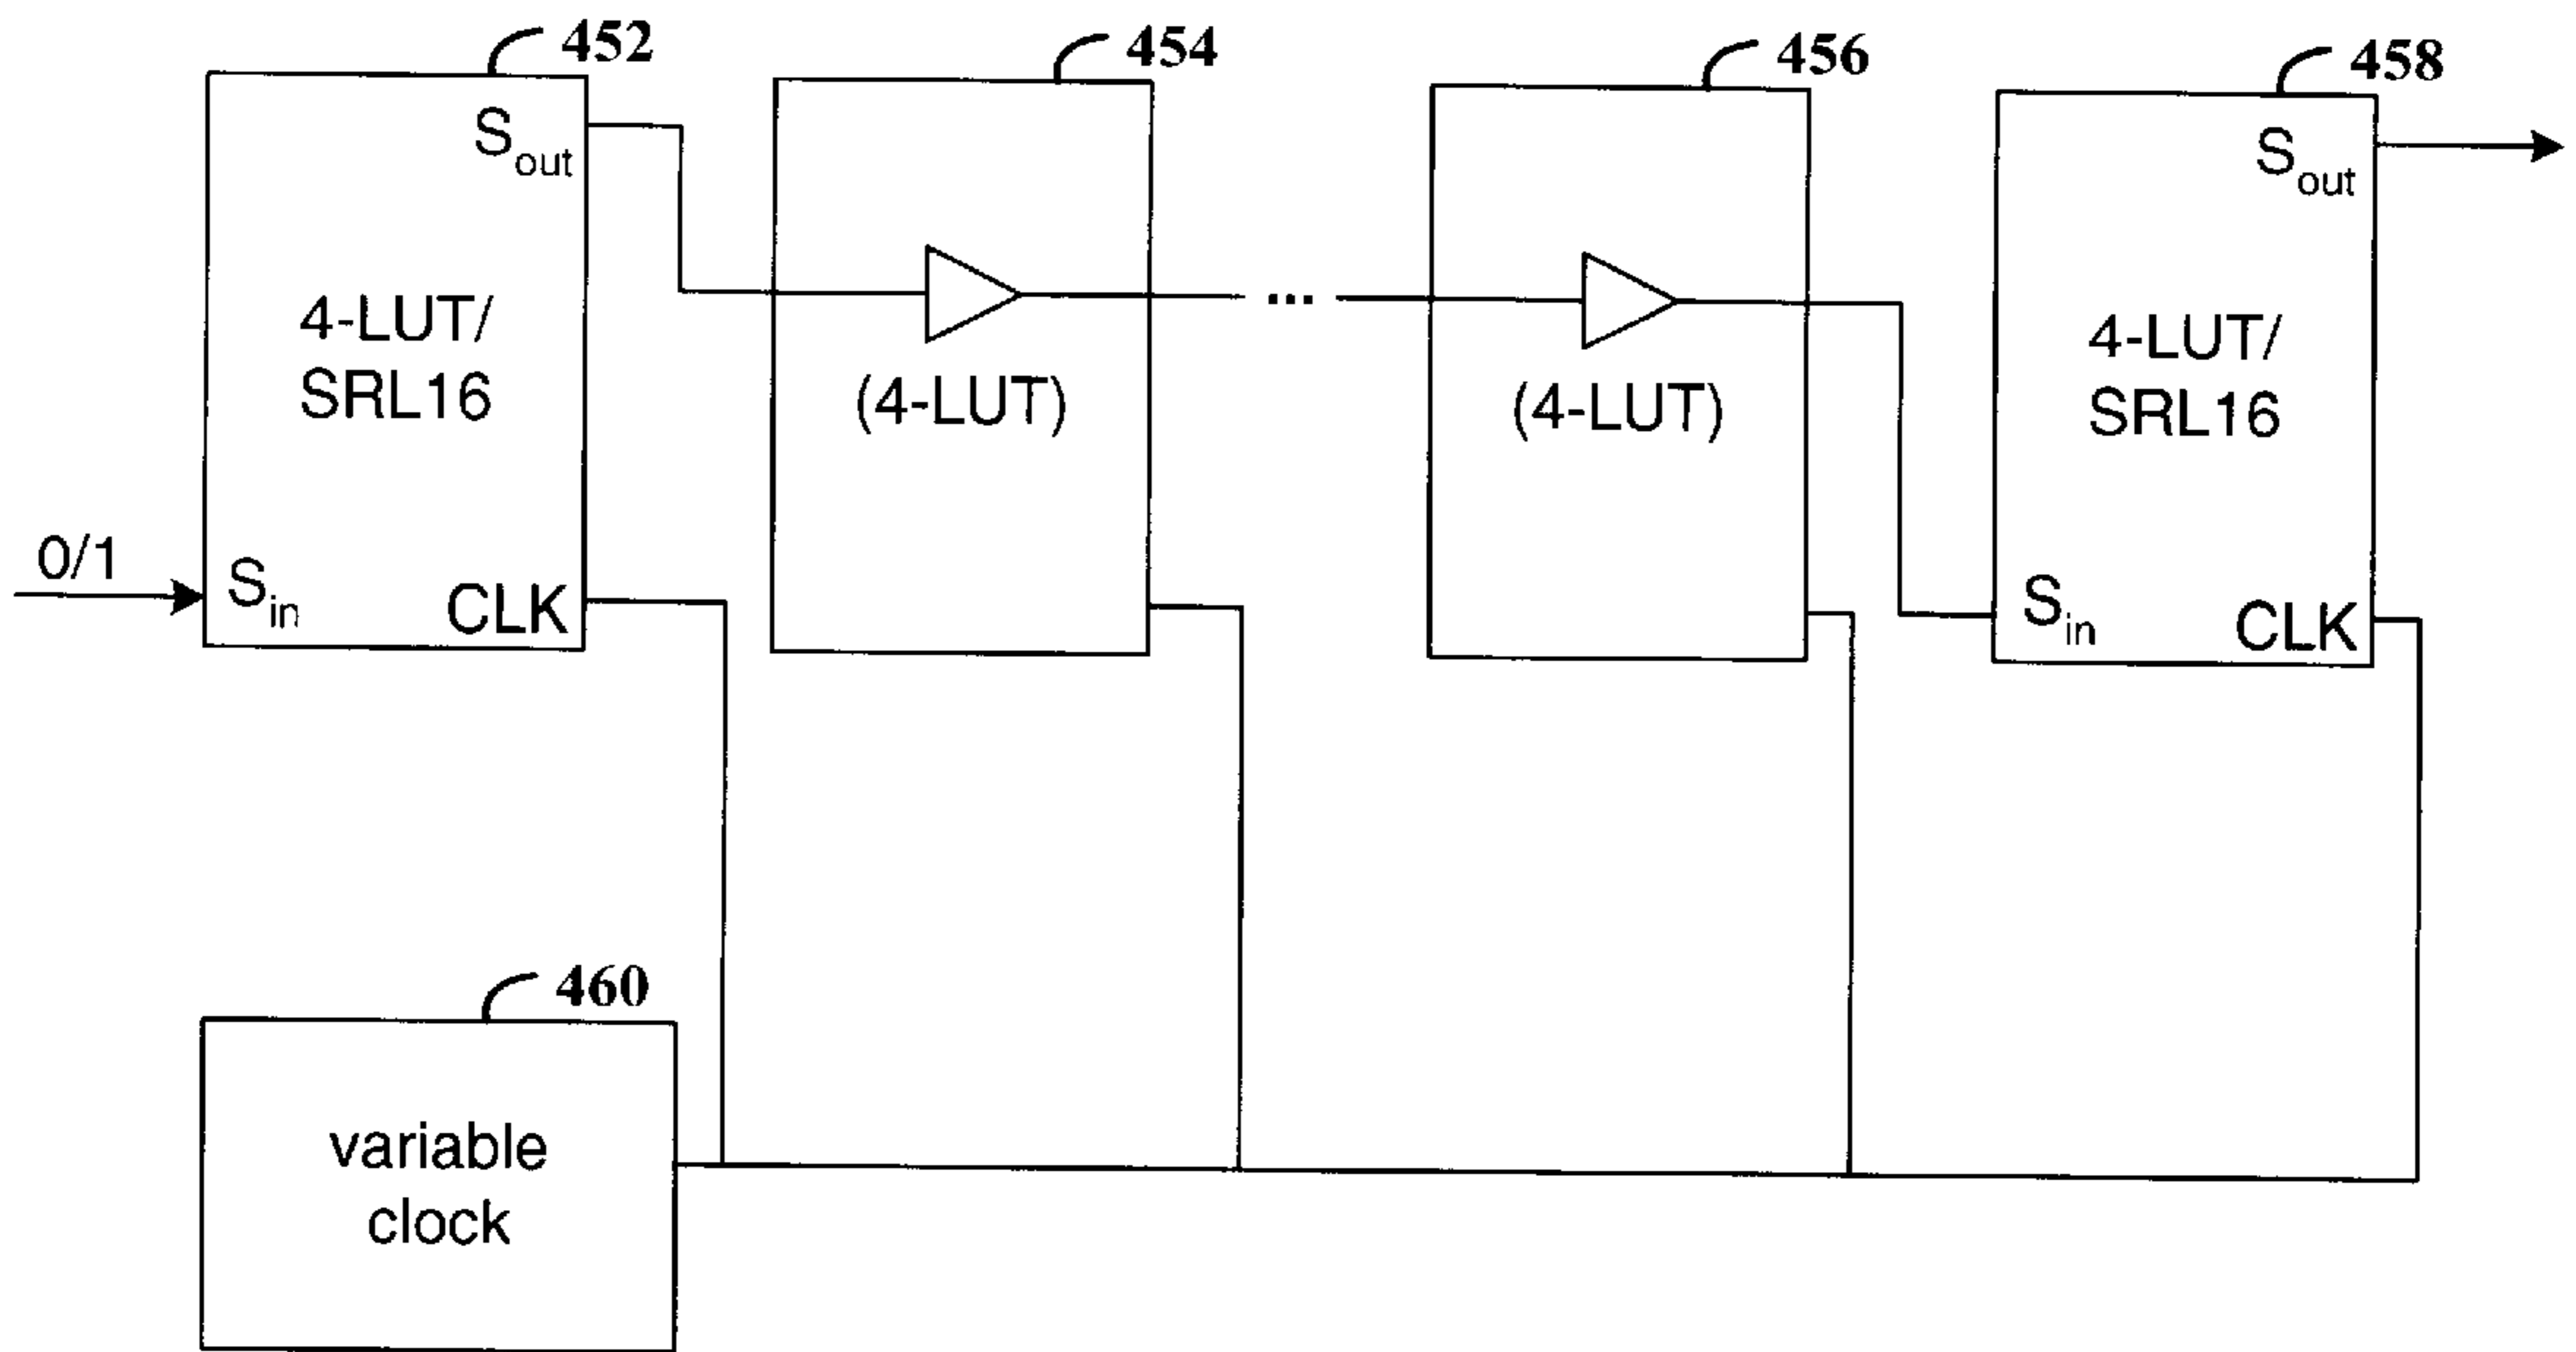 452
454
456
458
Sout
Sout
4-LUT/
SRL16
(4-LUT)
...
(4-LUT)
4-LUT/
SRL16
0/1
Sin
CLK
Sin
CLK
460
variable
clock